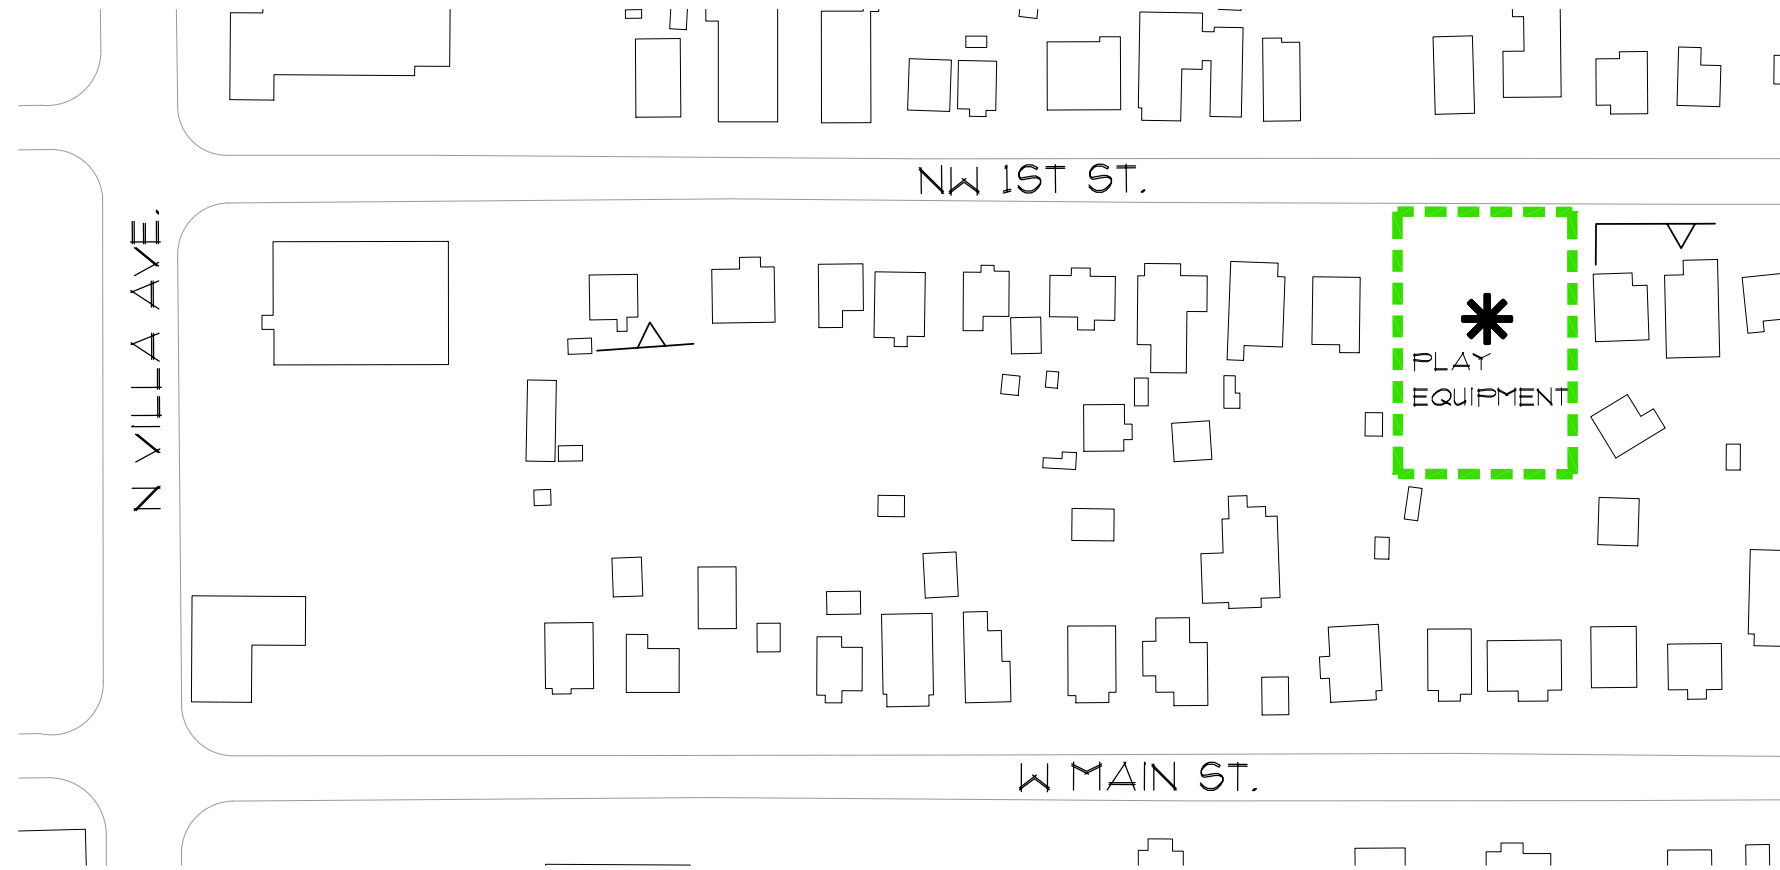 NW 1ST ST.
N VILLA AVE.
PLAY
EQUIPMENT
W MAIN ST.